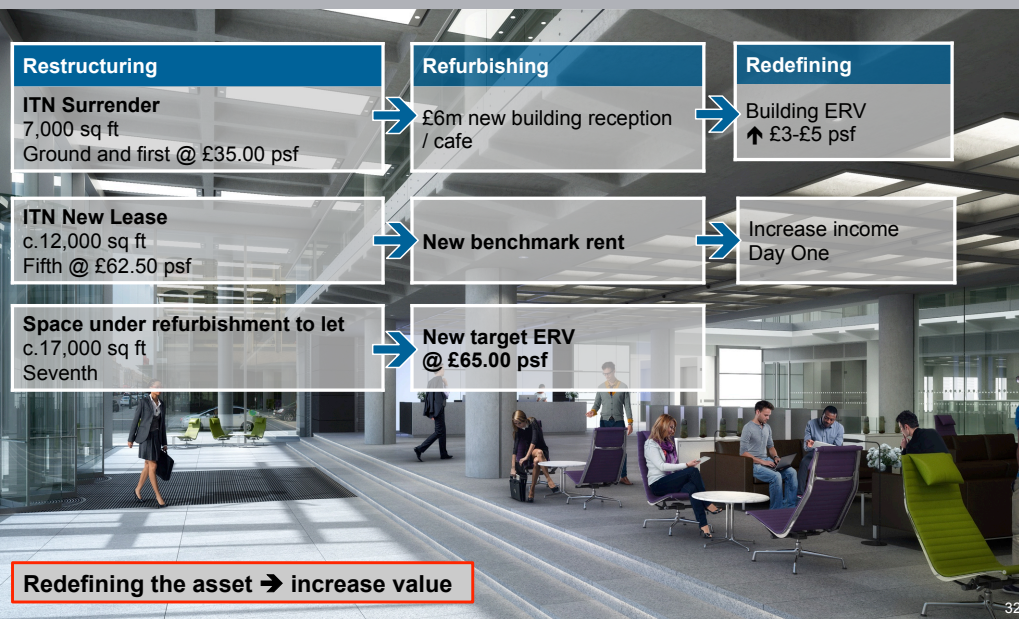 Restructuring
Refurbishing
Redefining
ITN Surrender
7,000 sq ft
Ground and first @ £35.00 psf
£6m new building reception
/ cafe
Building ERV
↑ £3-£5 psf
ITN New Lease
c.12,000 sq ft
Fifth @ £62.50 psf
New benchmark rent
Increase income
Day One
Space under refurbishment to let
c.17,000 sq ft
Seventh
New target ERV
@ £65.00 psf
Redefining the asset ➔ increase value
32